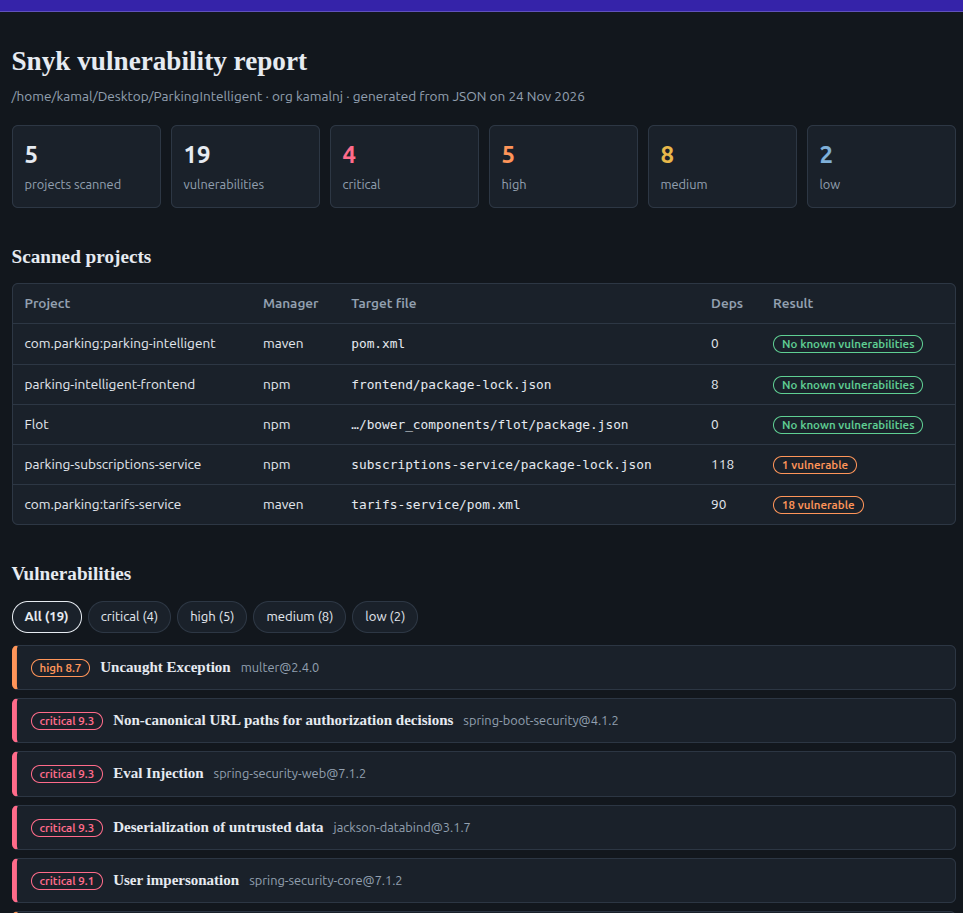 Snyk vulnerability report
/home/kamal/Desktop/ParkingIntelligent · org kamalnj · generated from JSON on 24 Nov 2026
5 19 4 5 8 2
projects scanned vulnerabilities critical high medium low
Scanned projects
Project Manager Target file Deps Result
com.parking:parking-intelligent maven pom.xml 0 No known vulnerabilities
parking-intelligent-frontend npm frontend/package-lock.json 8 No known vulnerabilities
Flot npm …/bower_components/flot/package.json 0 No known vulnerabilities
parking-subscriptions-service npm subscriptions-service/package-lock.json 118 1 vulnerable
com.parking:tarifs-service maven tarifs-service/pom.xml 90 18 vulnerable
Vulnerabilities
All (19) critical (4) high (5) medium (8) low (2)
high 8.7 Uncaught Exception multer@2.4.0
critical 9.3 Non-canonical URL paths for authorization decisions spring-boot-security@4.1.2
critical 9.3 Eval Injection spring-security-web@7.1.2
critical 9.3 Deserialization of untrusted data jackson-databind@3.1.7
critical 9.1 User impersonation spring-security-core@7.1.2